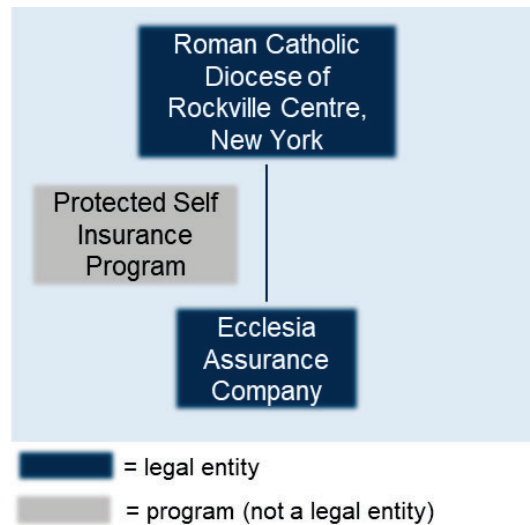 Roman Catholic
Diocese of
Rockville Centre,
New York
Protected Self
Insurance
Program
Ecclesia
Assurance
Company
= legal entity
= program (not a legal entity)